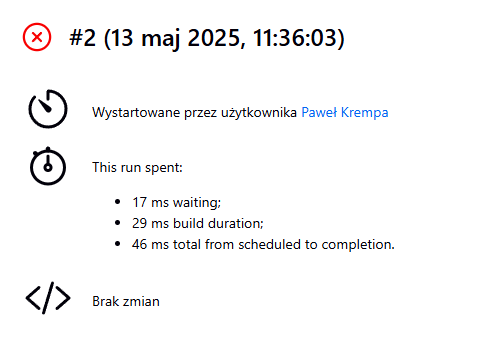 #2 (13 maj 2025, 11:36:03)
Wystartowane przez użytkownika Paweł Krempa
This run spent:
17 ms waiting;
29 ms build duration;
46 ms total from scheduled to completion.
Brak zmian